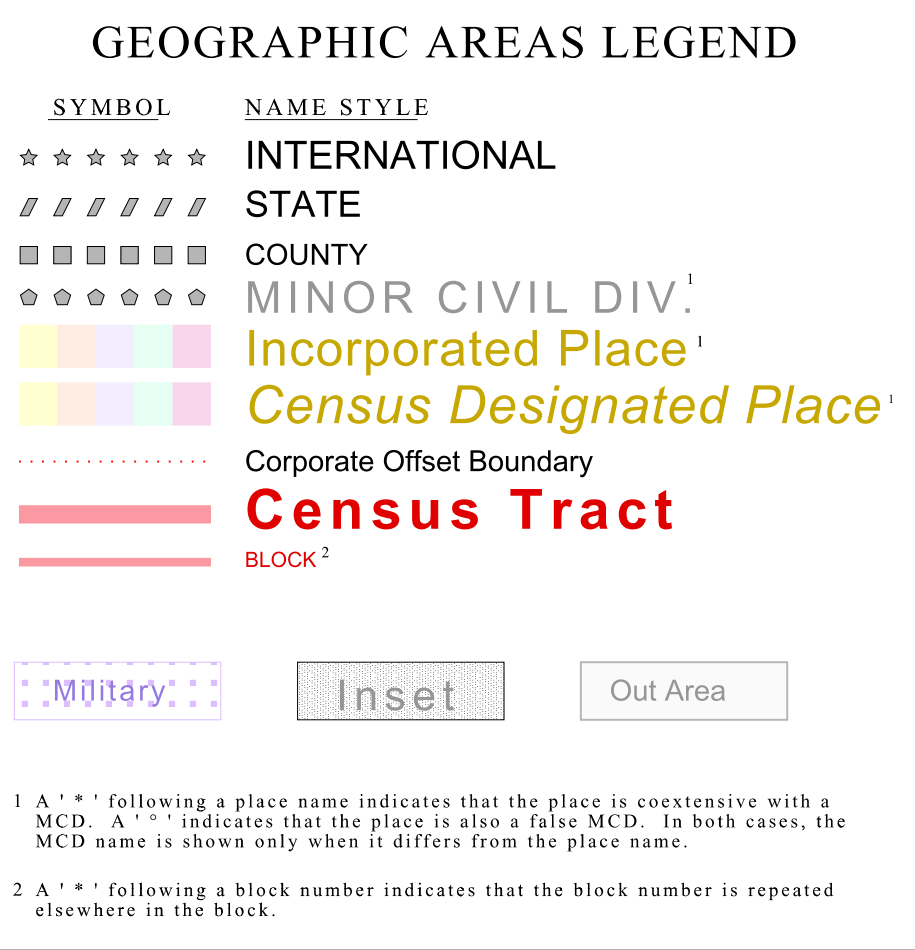 GEOGRAPHIC AREAS LEGEND
SYMBOL NAME STYLE
INTERNATIONAL
STATE
COUNTY
MINOR CIVIL DIV. 1
Incorporated Place 1
Census Designated Place 1
Corporate Offset Boundary
Census Tract
BLOCK 2
Military Inset Out Area
1 A ' * ' following a place name indicates that the place is coextensive with a
MCD. A ' ° ' indicates that the place is also a false MCD. In both cases, the
MCD name is shown only when it differs from the place name.
2 A ' * ' following a block number indicates that the block number is repeated
elsewhere in the block.